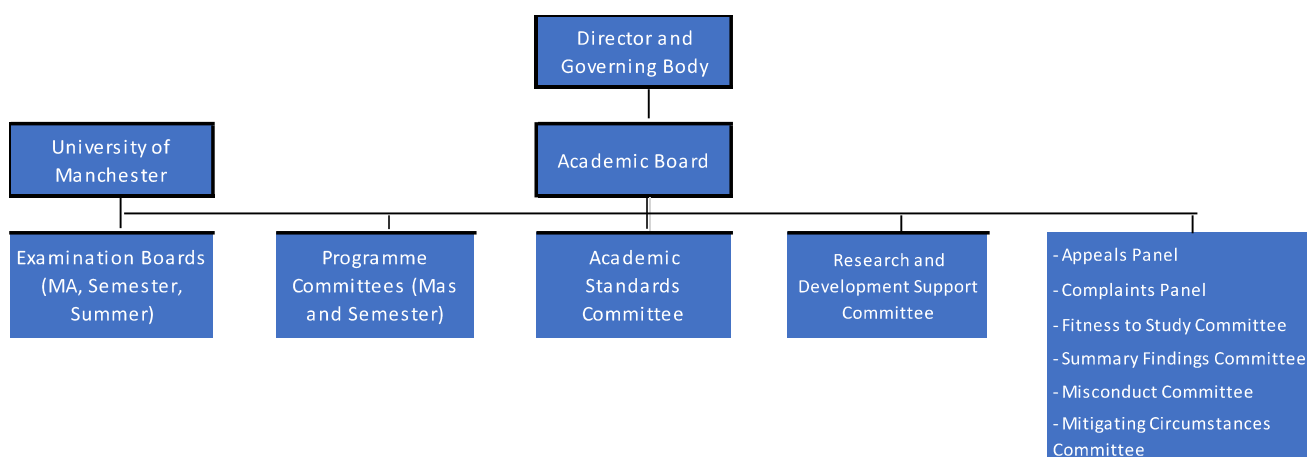 Director and
Governing Body
University of
Manchester
Academic Board
Examination Boards
(MA, Semester,
Summer)
Programme
Committees (Mas
and Semester)
Academic
Standards
Committee
Research and
Development Support
Committee
- Appeals Panel
- Complaints Panel
- Fitness to Study Committee
- Summary Findings Committee
- Misconduct Committee
- Mitigating Circumstances
Committee